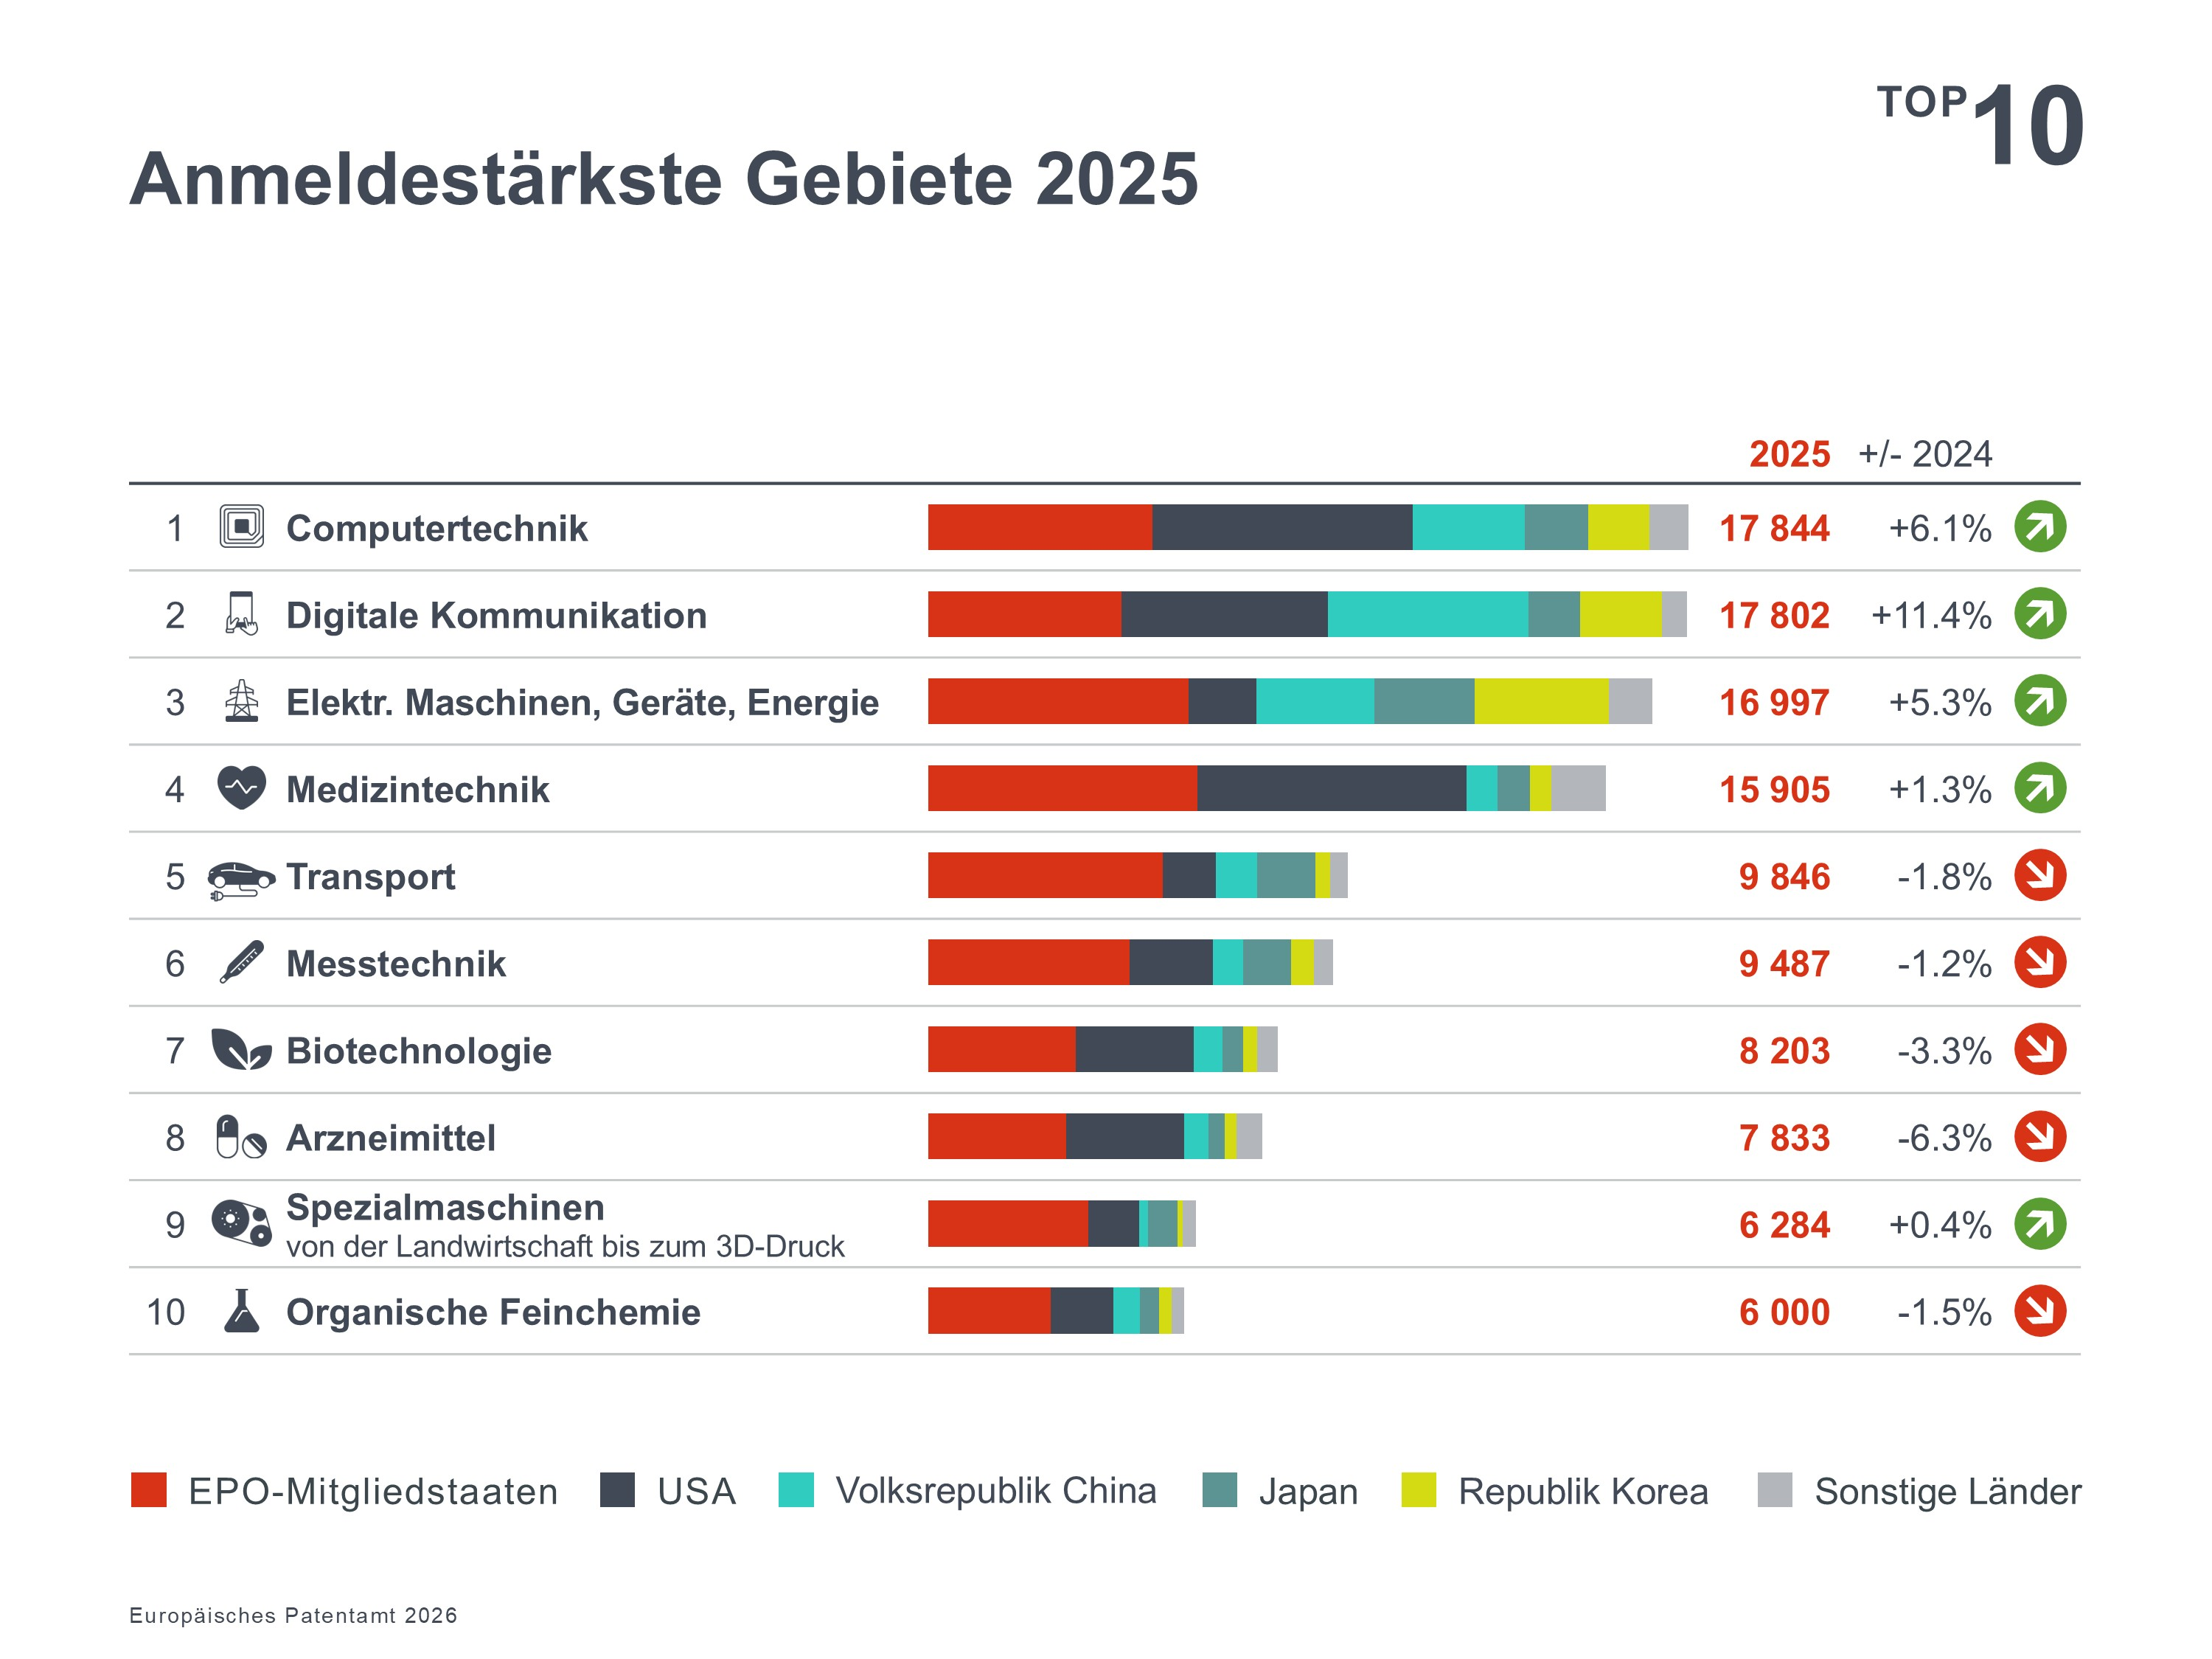 TOP 10
Anmeldestärkste Gebiete 2025
2025 +/- 2024
1 Computertechnik 17 844 +6.1%
2 Digitale Kommunikation 17 802 +11.4%
3 Elektr. Maschinen, Geräte, Energie 16 997 +5.3%
4 Medizintechnik 15 905 +1.3%
5 Transport 9 846 -1.8%
6 Messtechnik 9 487 -1.2%
7 Biotechnologie 8 203 -3.3%
8 Arzneimittel 7 833 -6.3%
9 Spezialmaschinen 6 284 +0.4%
von der Landwirtschaft bis zum 3D-Druck
10 Organische Feinchemie 6 000 -1.5%
EPO-Mitgliedstaaten USA Volksrepublik China Japan Republik Korea Sonstige Länder
Europäisches Patentamt 2026